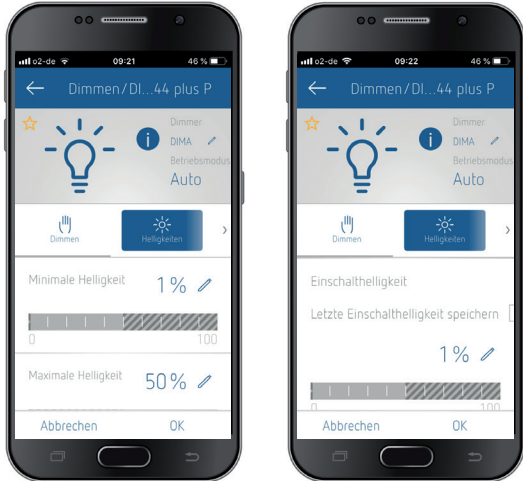 o2-de 09:21 46 %
Dimmen/DI...44 plus P
Dimmer
DIMA
Betriebsmodus
Auto
Dimmen
Helligkeiten
Minimale Helligkeit
1 %
0 100
Maximale Helligkeit
50 %
Abbrechen OK
o2-de 09:22 46 %
Dimmen/DI...44 plus P
Dimmer
DIMA
Betriebsmodus
Auto
Dimmen
Helligkeiten
Einschalthelligkeit
Letzte Einschalthelligkeit speichern
1 %
0 100
Abbrechen OK